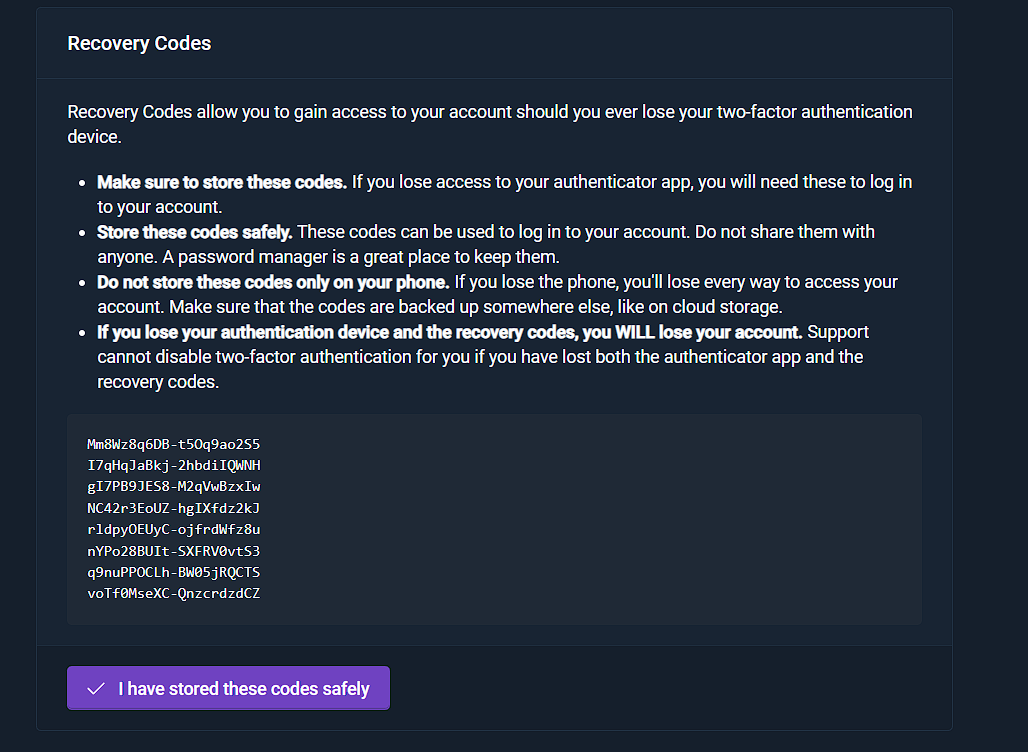 Recovery Codes
Recovery Codes allow you to gain access to your account should you ever lose your two-factor authentication
device.
Make sure to store these codes. If you lose access to your authenticator app, you will need these to log in
to your account.
Store these codes safely. These codes can be used to log in to your account. Do not share them with
anyone. A password manager is a great place to keep them.
Do not store these codes only on your phone. If you lose the phone, you'll lose every way to access your
account. Make sure that the codes are backed up somewhere else, like on cloud storage.
If you lose your authentication device and the recovery codes, you WILL lose your account. Support
cannot disable two-factor authentication for you if you have lost both the authenticator app and the
recovery codes.
Mm8Wz8q6DB-t5Oq9ao2S5
I7qHqJaBkj-2hbdiIQWNH
gI7PB9JES8-M2qVwBzxIw
NC42r3EoUZ-hgIXfdz2kJ
rldpyOEUyC-ojfrdWfz8u
nYPo28BUIt-SXFRV0vtS3
q9nuPPOCLh-BW05jRQCTS
voTf0MseXC-QnzcrdzdCZ
I have stored these codes safely